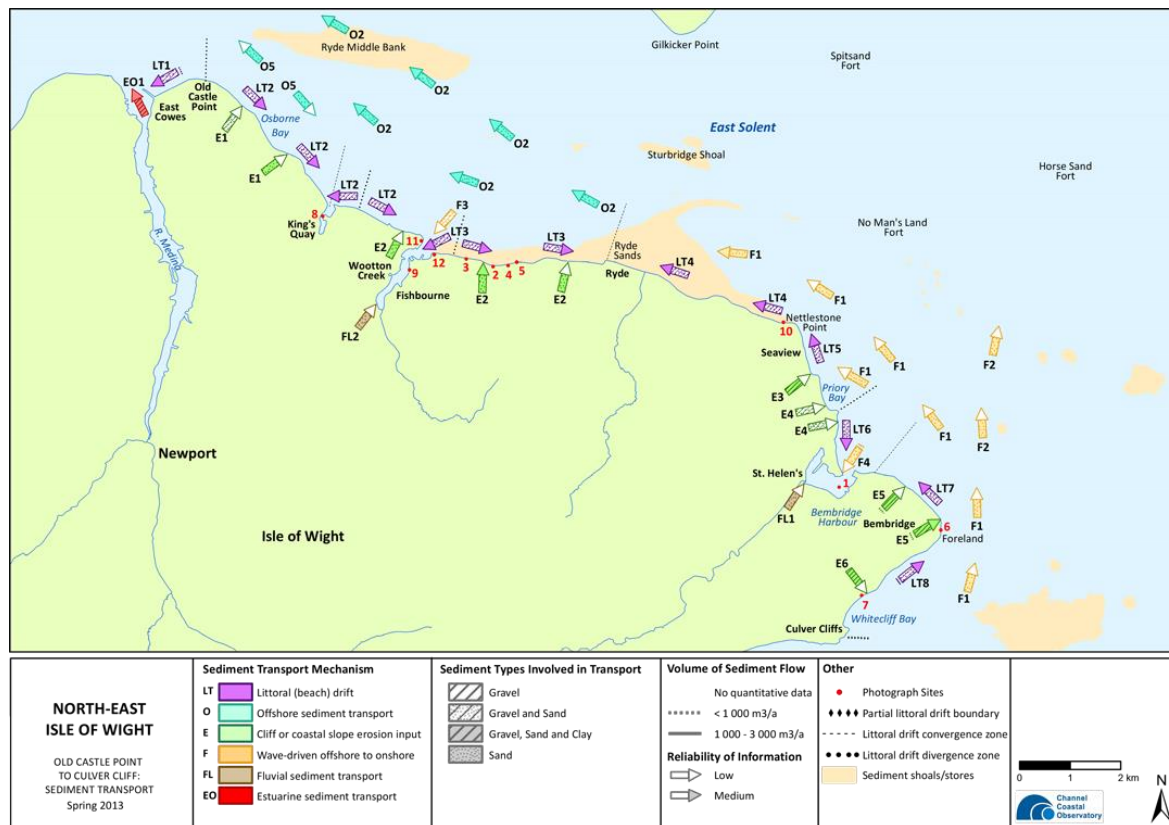 O2
Ryde Middle Bank
Gilkicker Point
Spitsand
Fort
LT1
O5
EO1
Old
Castle
Point
East
Cowes
LT2
O5
O2
O2
Osborne
Bay
E1
O2
East Solent
LT2
Sturbridge Shoal
E1
Horse Sand
Fort
LT2
LT2
O2
O2
8
King's
Quay
F3
No Man's Land
Fort
R. Medina
11
LT3
LT3
Ryde
Sands
E2
12
3
2
4
5
Ryde
LT4
F1
Wootton
Creek
9
Fishbourne
E2
E2
LT4
F1
FL2
10
Nettlestone
Point
Seaview
LT5
F1
F1
F2
E3
Priory
Bay
E4
E4
LT6
F1
F2
Newport
St. Helen's
F4
1
FL1
Bembridge
Harbour
E5
LT7
Bembridge
E5
6
Foreland
F1
Isle of Wight
E6
LT8
F1
7
Whitecliff Bay
Culver Cliffs
NORTH-EAST
ISLE OF WIGHT
OLD CASTLE POINT
TO CULVER CLIFF:
SEDIMENT TRANSPORT
Spring 2013
Sediment Transport Mechanism
LT Littoral (beach) drift
O Offshore sediment transport
E Cliff or coastal slope erosion input
F Wave-driven offshore to onshore
FL Fluvial sediment transport
EO Estuarine sediment transport
Sediment Types Involved in Transport
Gravel
Gravel and Sand
Gravel, Sand and Clay
Sand
Volume of Sediment Flow
No quantitative data
< 1 000 m3/a
1 000 - 3 000 m3/a
Reliability of Information
Low
Medium
Other
Photograph Sites
Partial littoral drift boundary
Littoral drift convergence zone
Littoral drift divergence zone
Sediment shoals/stores
0 1 2 km
Channel
Coastal
Observatory
N